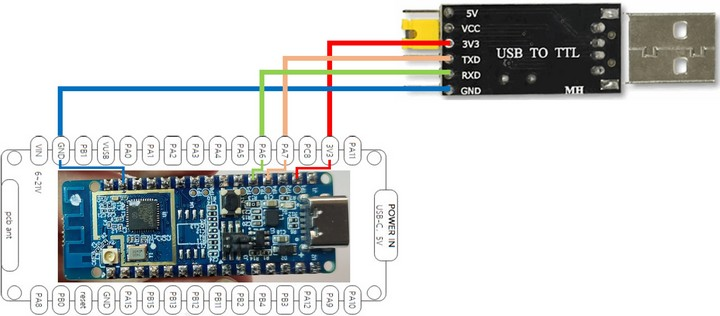 5V
VCC
3V3
TXD
RXD
GND
USB TO TTL
MH
VIN
GND
PB1
VUSB
PA0
PA1
PA2
PA3
PA4
PA5
PA6
PA7
PC8
3V3
PA11
6~21V
pcb ant
POWER IN
USB-C, 5V
PA8
PB0
reset
GND
PA15
PB15
PB13
PB12
PB11
PB2
PB4
PB3
PA12
PA9
PA10